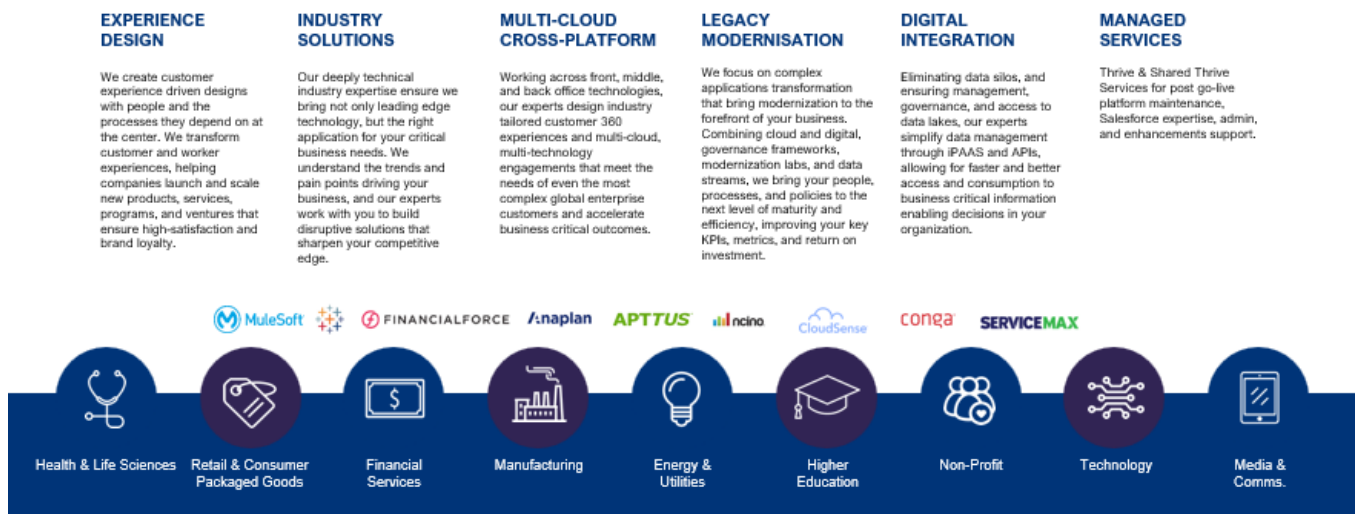 EXPERIENCE
DESIGN
We create customer
experience driven designs
with people and the
processes they depend on at
the center. We transform
customer and worker
experiences, helping
companies launch and scale
new products, services,
programs, and ventures that
ensure high-satisfaction and
brand loyalty.
INDUSTRY
SOLUTIONS
Our deeply technical
industry expertise ensure we
bring not only leading edge
technology, but the right
application for your critical
business needs. We
understand the trends and
pain points driving your
business, and our experts
work with you to build
disruptive solutions that
sharpen your competitive
edge.
MULTI-CLOUD
CROSS-PLATFORM
Working across front, middle,
and back office technologies,
our experts design industry
tailored customer 360
experiences and multi-cloud,
multi-technology
engagements that meet the
needs of even the most
complex global enterprise
customers and accelerate
business critical outcomes.
LEGACY
MODERNISATION
We focus on complex
applications transformation
that bring modernization to the
forefront of your business.
Combining cloud and digital,
governance frameworks,
modernization labs, and data
streams, we bring your people,
processes, and policies to the
next level of maturity and
efficiency, improving your key
KPIs, metrics, and return on
investment.
DIGITAL
INTEGRATION
Eliminating data silos, and
ensuring management,
governance, and access to
data lakes, our experts
simplify data management
through iPAAS and APIs,
allowing for faster and better
access and consumption to
business critical information
enabling decisions in your
organization.
MANAGED
SERVICES
Thrive & Shared Thrive
Services for post go-live
platform maintenance,
Salesforce expertise, admin,
and enhancements support.
MuleSoft FINANCIALFORCE Anaplan APTTUS ncino CloudSense conga SERVICEMAX
Health & Life Sciences
Retail & Consumer
Packaged Goods
Financial
Services
Manufacturing
Energy &
Utilities
Higher
Education
Non-Profit
Technology
Media &
Comms.